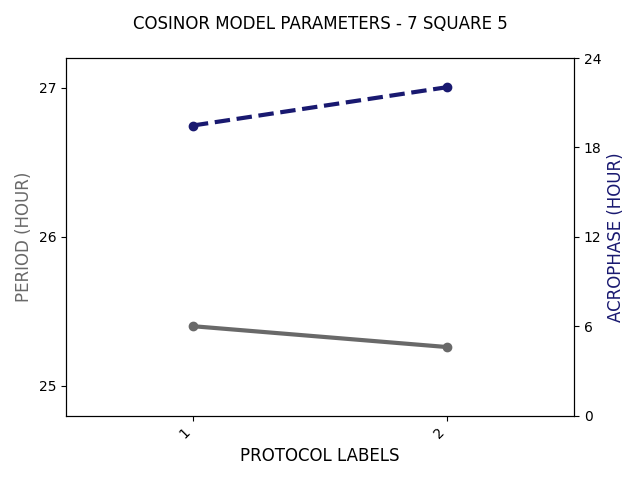 COSINOR MODEL PARAMETERS - 7 SQUARE 5
27
26
25
PERIOD (HOUR)
24
18
12
6
0
ACROPHASE (HOUR)
1
2
PROTOCOL LABELS